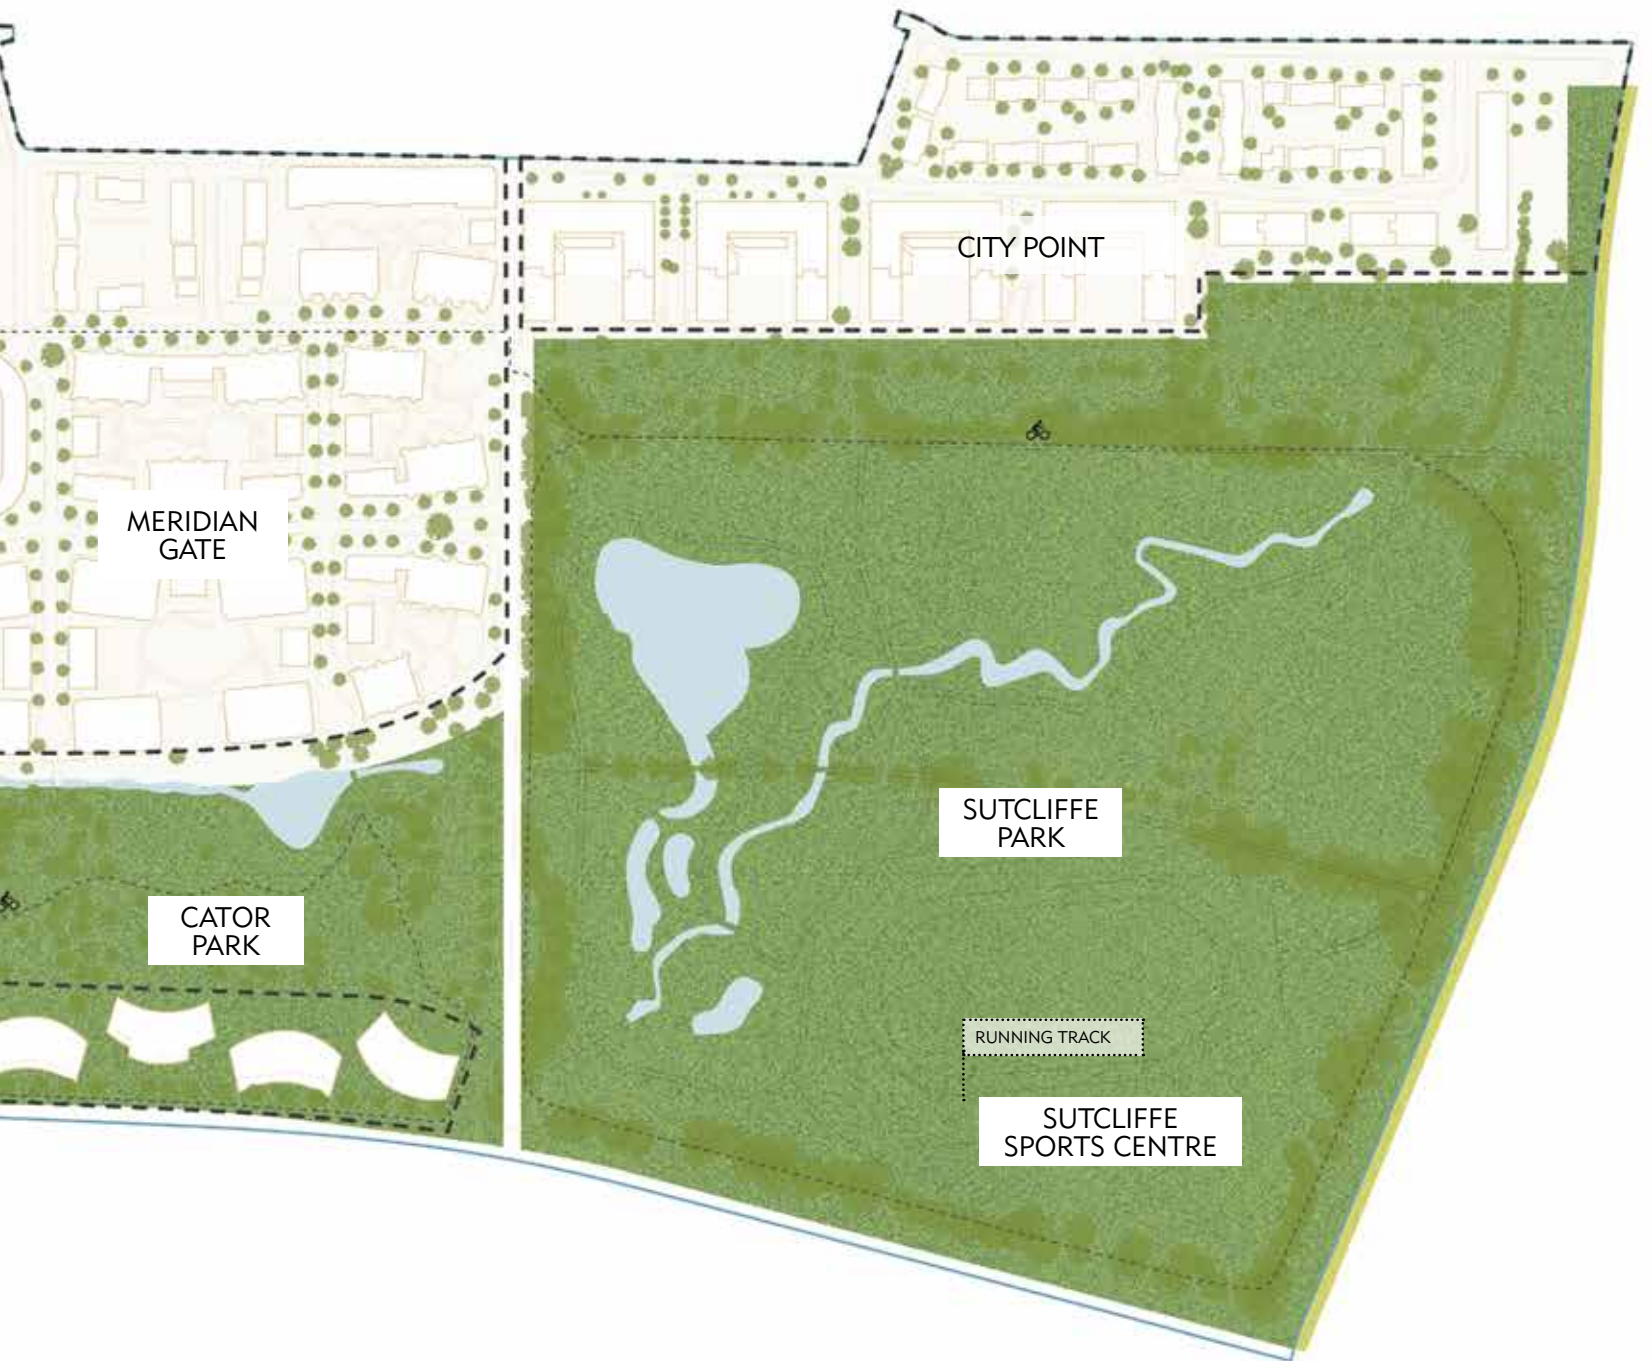 CITY POINT
MERIDIAN
GATE
SUTCLIFFE
PARK
CATOR
PARK
RUNNING TRACK
SUTCLIFFE
SPORTS CENTRE